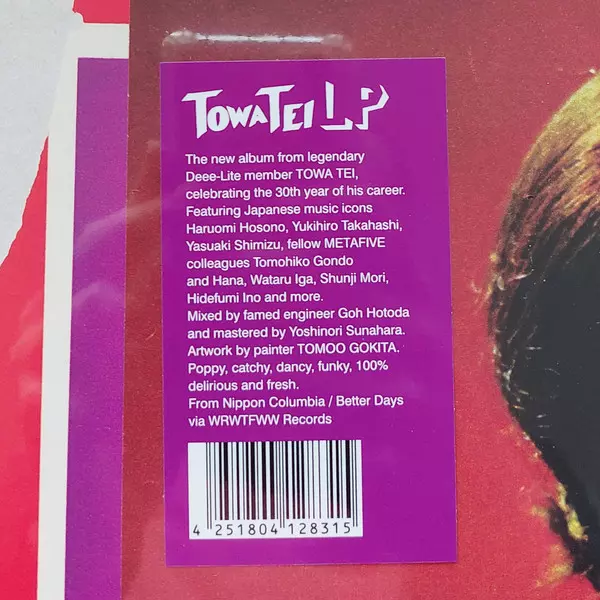 TOWA TEI LP
The new album from legendary
Deee-Lite member TOWA TEI,
celebrating the 30th year of his career.
Featuring Japanese music icons
Haruomi Hosono, Yukihiro Takahashi,
Yasuaki Shimizu, fellow METAFIVE
colleagues Tomohiko Gondo
and Hana, Wataru Iga, Shunji Mori,
Hidefumi Ino and more.
Mixed by famed engineer Goh Hotoda
and mastered by Yoshinori Sunahara.
Artwork by painter TOMOO GOKITA.
Poppy, catchy, dancy, funky, 100%
delirious and fresh.
From Nippon Columbia / Better Days
via WRWTFWW Records
4 251804 128315